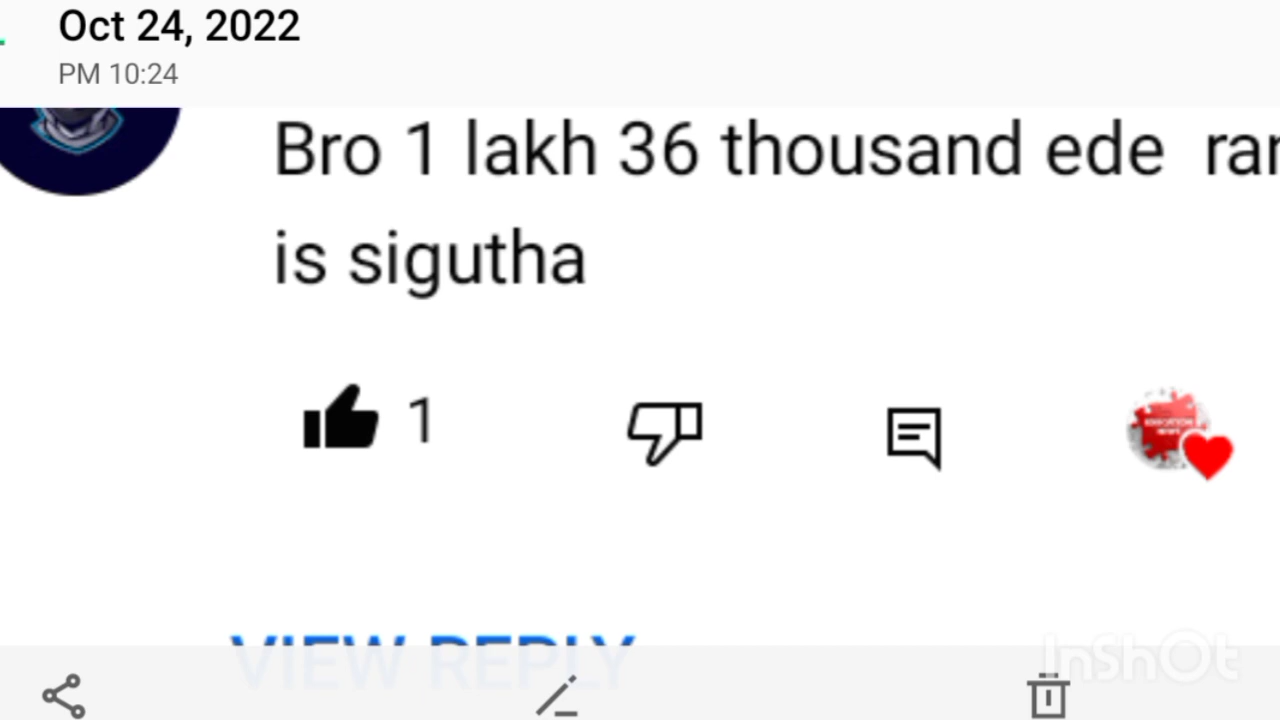 Oct 24, 2022
PM 10:24
Bro 1 lakh 36 thousand ede
is sigutha
1
VIEW REPLY
InShOt